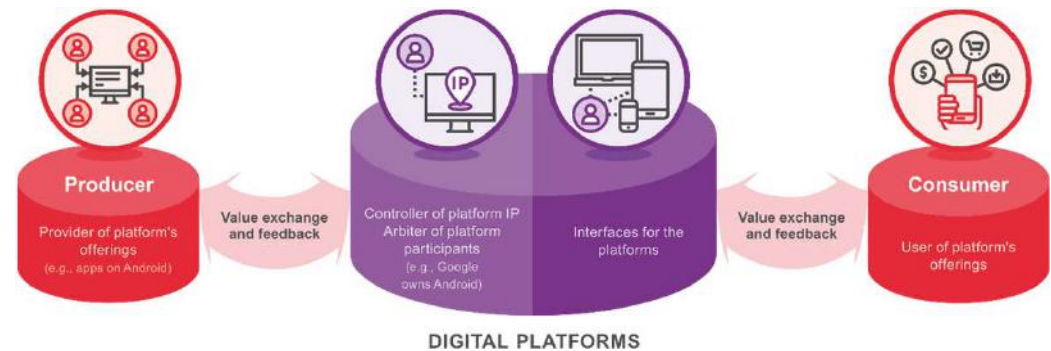 IP
Producer
Provider of platform's
offerings
(e.g., apps on Android)
Value exchange
and feedback
Controller of platform IP
Arbiter of platform
participants
(e.g., Google
owns Android)
Interfaces for the
platforms
Value exchange
and feedback
$
Consumer
User of platform's
offerings
DIGITAL PLATFORMS